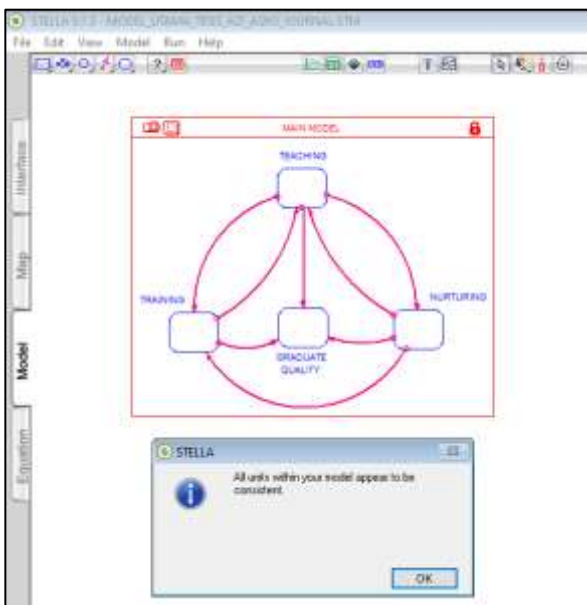 File Edit View Model Run Help
Interface
Map
Model
Equation
MAIN MODEL
TEACHING
TRAINING
NURTURING
GRADUATE
QUALITY
STELLA
All units within your model appear to be
consistent.
OK